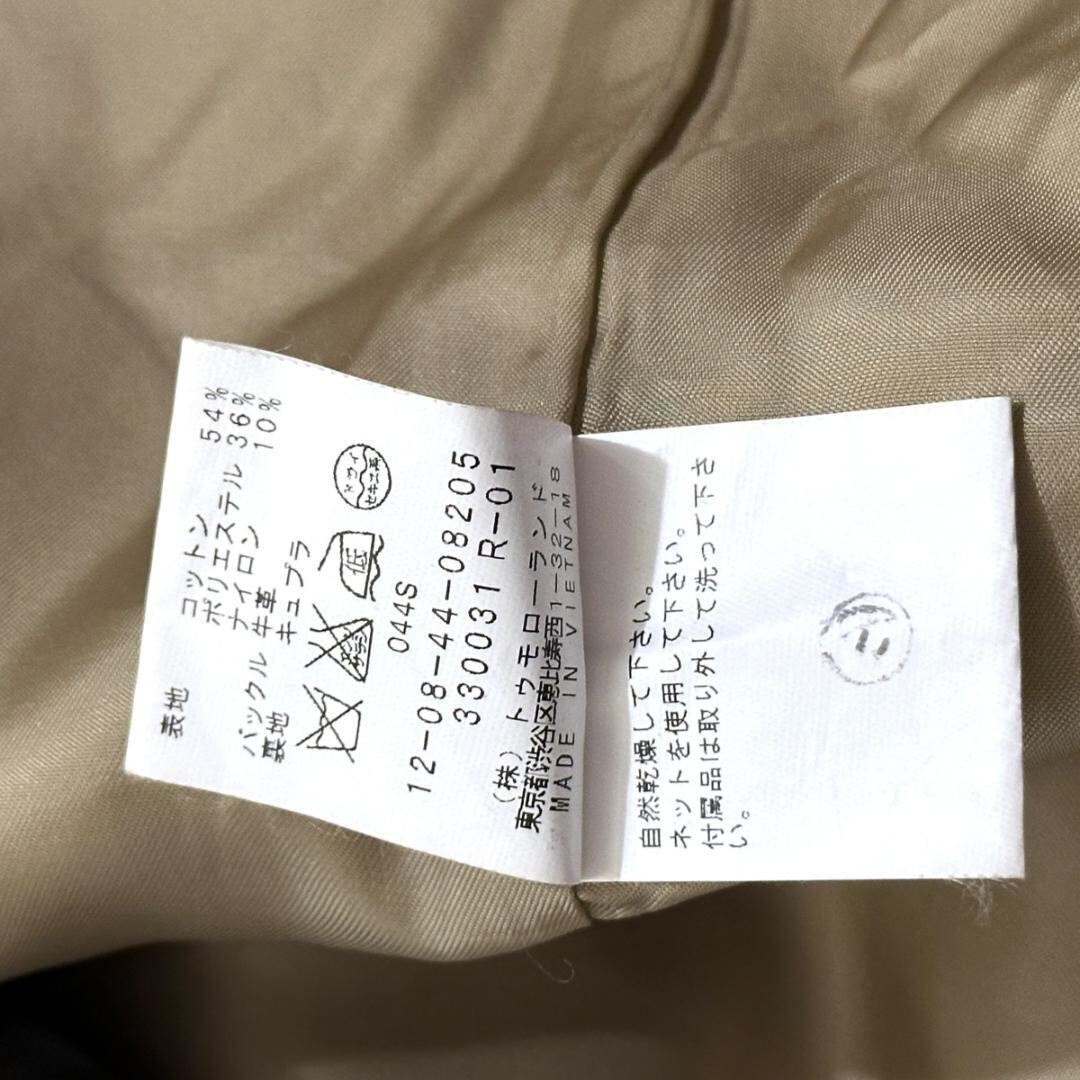 表地 コットン 54%
ポリエステル 36%
ナイロン 10%
バックル 牛革
裏地 キュプラ
低
ドライ
セキユ系
044S
12-08-44-08205
330031 R-01
(株) トゥモローランド
東京都渋谷区恵比寿西1-32-18
MADE IN VIETNAM
自然乾燥して下さい。
ネットを使用して下さい。
付属品は取り外して洗って下さ
い。